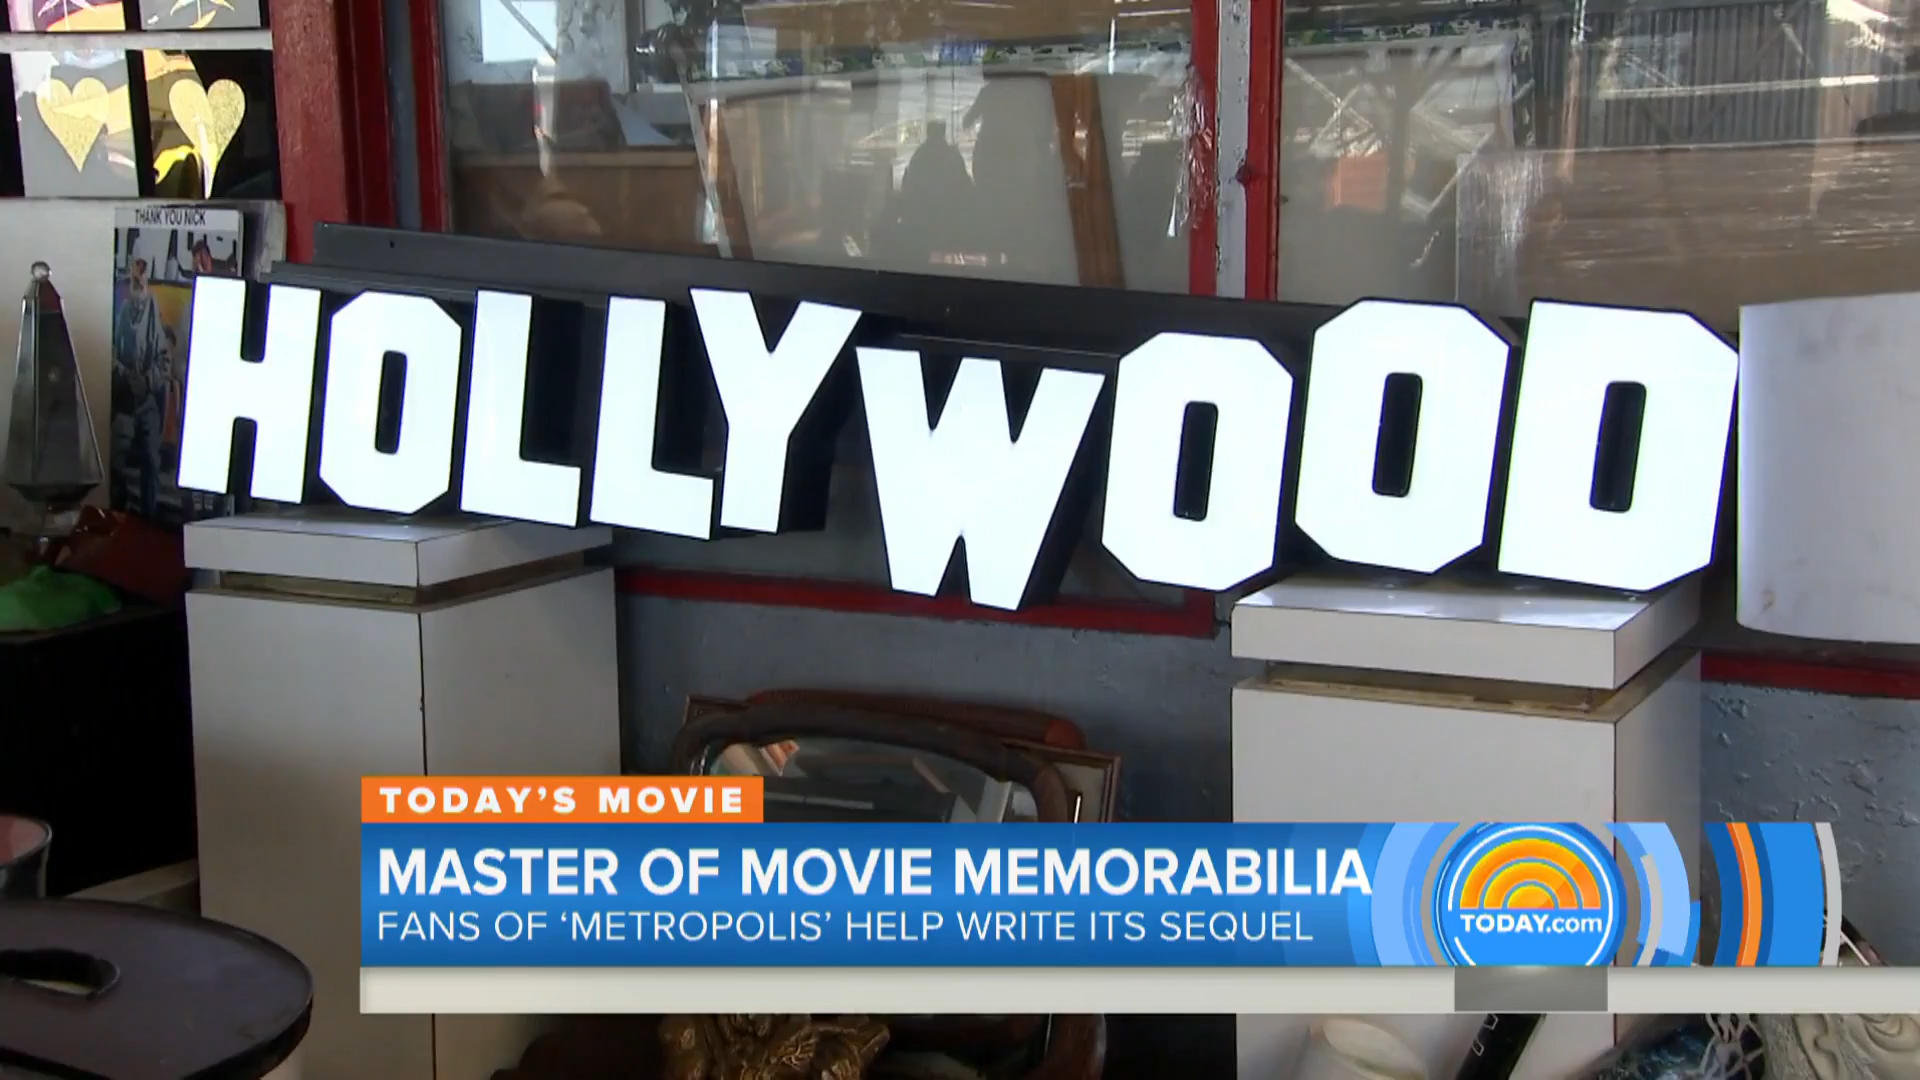 THANK YOU NICK
HOLLYWOOD
TODAY'S MOVIE
MASTER OF MOVIE MEMORABILIA
FANS OF ‘METROPOLIS’ HELP WRITE ITS SEQUEL
TODAY.com